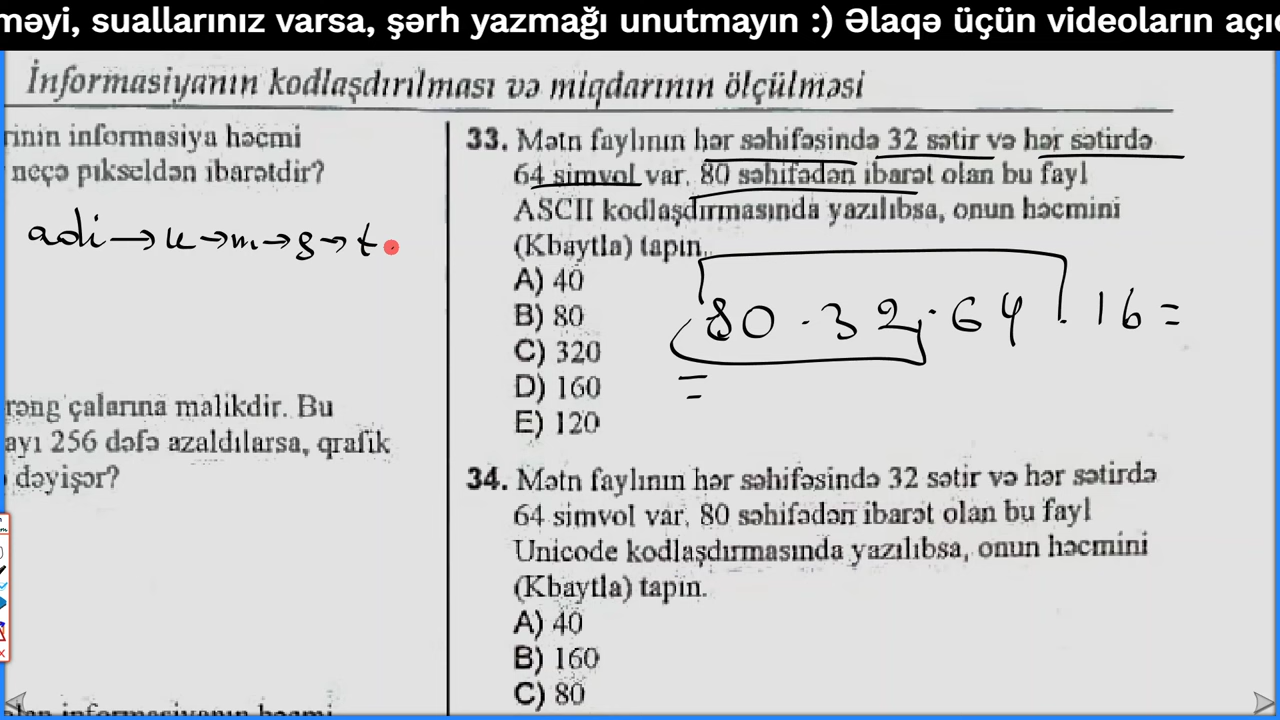 məyi, suallarınız varsa, şərh yazmağı unutmayın :) Əlaqə üçün videoların açıq
İnformasiyanın kodlaşdırılması və miqdarının ölçülməsi
rinin informasiya həcmi
neçə pikseldən ibarətdir?
adi → k → m → g → t
rəng çalarına malikdir. Bu
ayı 256 dəfə azaldılarsa, qrafik
dəyişər?
33. Mətn faylının hər səhifəsində 32 sətir və hər sətirdə
64 simvol var. 80 səhifədən ibarət olan bu fayl
ASCII kodlaşdırmasında yazılıbsa, onun həcmini
(Kbaytla) tapın.
A) 40
B) 80
C) 320
D) 160
E) 120
80 · 32 · 64 · 16 =
=
34. Mətn faylının hər səhifəsində 32 sətir və hər sətirdə
64 simvol var. 80 səhifədən ibarət olan bu fayl
Unicode kodlaşdırmasında yazılıbsa, onun həcmini
(Kbaytla) tapın.
A) 40
B) 160
C) 80